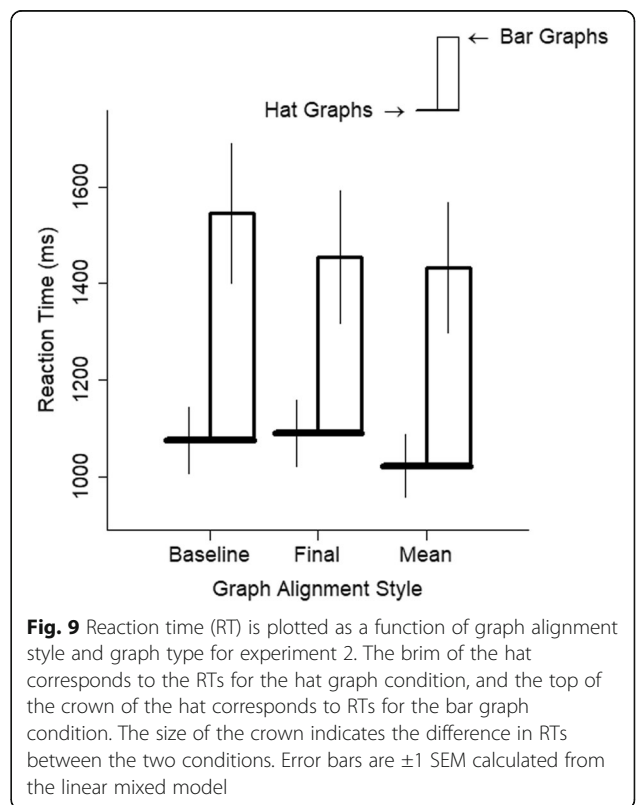 ← Bar Graphs
Hat Graphs →
Reaction Time (ms)
1600
1400
1200
1000
Baseline Final Mean
Graph Alignment Style
Fig. 9 Reaction time (RT) is plotted as a function of graph alignment
style and graph type for experiment 2. The brim of the hat
corresponds to the RTs for the hat graph condition, and the top of
the crown of the hat corresponds to RTs for the bar graph
condition. The size of the crown indicates the difference in RTs
between the two conditions. Error bars are ±1 SEM calculated from
the linear mixed model